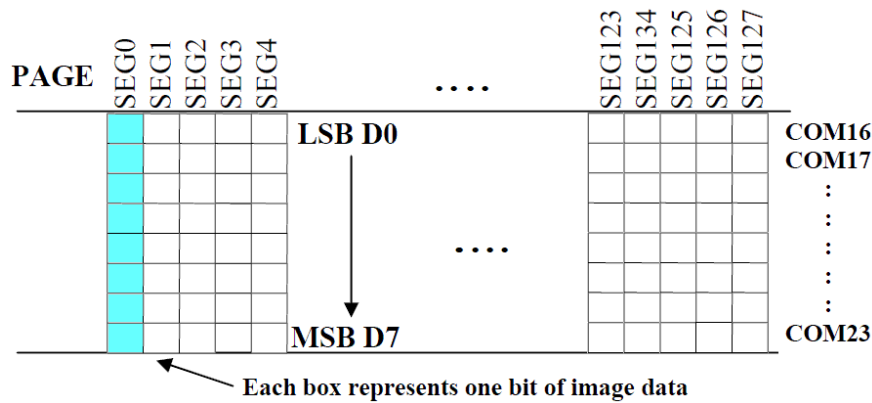 PAGE SEG0 SEG1 SEG2 SEG3 SEG4 .... SEG123 SEG134 SEG125 SEG126 SEG127
LSB D0 COM16
COM17
:
:
....
:
:
:
MSB D7 COM23
Each box represents one bit of image data